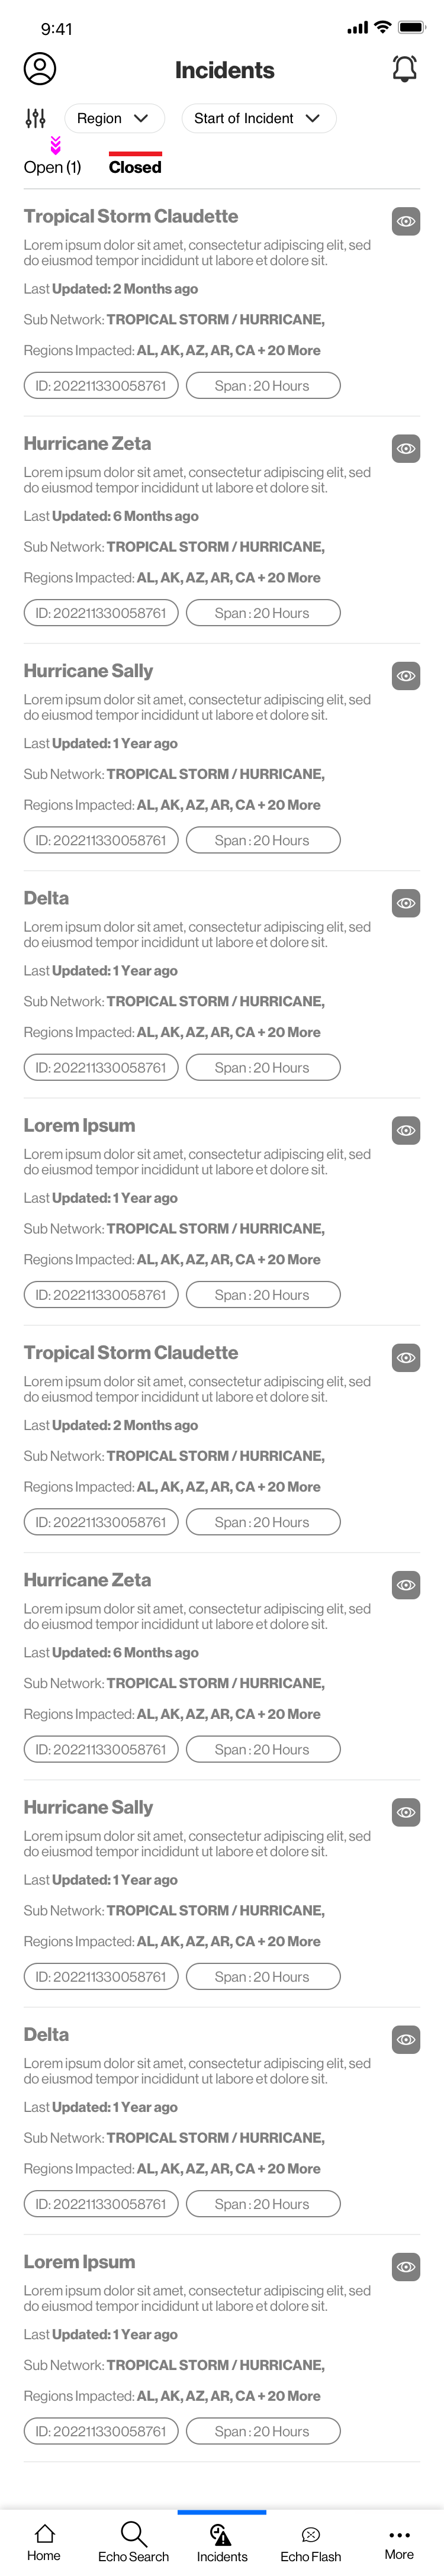 9:41
Incidents
Region
Start of Incident
Open (1)
Closed
Tropical Storm Claudette
Lorem ipsum dolor sit amet, consectetur adipiscing elit, sed
do eiusmod tempor incididunt ut labore et dolore sit.
Last Updated: 2 Months ago
Sub Network: TROPICAL STORM / HURRICANE,
Regions Impacted: AL, AK, AZ, AR, CA + 20 More
ID: 202211330058761
Span : 20 Hours
Hurricane Zeta
Lorem ipsum dolor sit amet, consectetur adipiscing elit, sed
do eiusmod tempor incididunt ut labore et dolore sit.
Last Updated: 6 Months ago
Sub Network: TROPICAL STORM / HURRICANE,
Regions Impacted: AL, AK, AZ, AR, CA + 20 More
ID: 202211330058761
Span : 20 Hours
Hurricane Sally
Lorem ipsum dolor sit amet, consectetur adipiscing elit, sed
do eiusmod tempor incididunt ut labore et dolore sit.
Last Updated: 1 Year ago
Sub Network: TROPICAL STORM / HURRICANE,
Regions Impacted: AL, AK, AZ, AR, CA + 20 More
ID: 202211330058761
Span : 20 Hours
Delta
Lorem ipsum dolor sit amet, consectetur adipiscing elit, sed
do eiusmod tempor incididunt ut labore et dolore sit.
Last Updated: 1 Year ago
Sub Network: TROPICAL STORM / HURRICANE,
Regions Impacted: AL, AK, AZ, AR, CA + 20 More
ID: 202211330058761
Span : 20 Hours
Lorem Ipsum
Lorem ipsum dolor sit amet, consectetur adipiscing elit, sed
do eiusmod tempor incididunt ut labore et dolore sit.
Last Updated: 1 Year ago
Sub Network: TROPICAL STORM / HURRICANE,
Regions Impacted: AL, AK, AZ, AR, CA + 20 More
ID: 202211330058761
Span : 20 Hours
Tropical Storm Claudette
Lorem ipsum dolor sit amet, consectetur adipiscing elit, sed
do eiusmod tempor incididunt ut labore et dolore sit.
Last Updated: 2 Months ago
Sub Network: TROPICAL STORM / HURRICANE,
Regions Impacted: AL, AK, AZ, AR, CA + 20 More
ID: 202211330058761
Span : 20 Hours
Hurricane Zeta
Lorem ipsum dolor sit amet, consectetur adipiscing elit, sed
do eiusmod tempor incididunt ut labore et dolore sit.
Last Updated: 6 Months ago
Sub Network: TROPICAL STORM / HURRICANE,
Regions Impacted: AL, AK, AZ, AR, CA + 20 More
ID: 202211330058761
Span : 20 Hours
Hurricane Sally
Lorem ipsum dolor sit amet, consectetur adipiscing elit, sed
do eiusmod tempor incididunt ut labore et dolore sit.
Last Updated: 1 Year ago
Sub Network: TROPICAL STORM / HURRICANE,
Regions Impacted: AL, AK, AZ, AR, CA + 20 More
ID: 202211330058761
Span : 20 Hours
Delta
Lorem ipsum dolor sit amet, consectetur adipiscing elit, sed
do eiusmod tempor incididunt ut labore et dolore sit.
Last Updated: 1 Year ago
Sub Network: TROPICAL STORM / HURRICANE,
Regions Impacted: AL, AK, AZ, AR, CA + 20 More
ID: 202211330058761
Span : 20 Hours
Lorem Ipsum
Lorem ipsum dolor sit amet, consectetur adipiscing elit, sed
do eiusmod tempor incididunt ut labore et dolore sit.
Last Updated: 1 Year ago
Sub Network: TROPICAL STORM / HURRICANE,
Regions Impacted: AL, AK, AZ, AR, CA + 20 More
ID: 202211330058761
Span : 20 Hours
Home
Echo Search
Incidents
Echo Flash
More